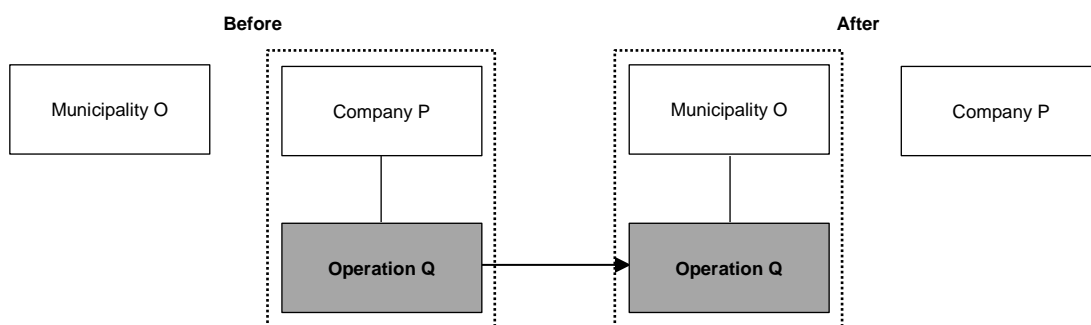 Before
After
Municipality O
Company P
Municipality O
Company P
Operation Q
Operation Q